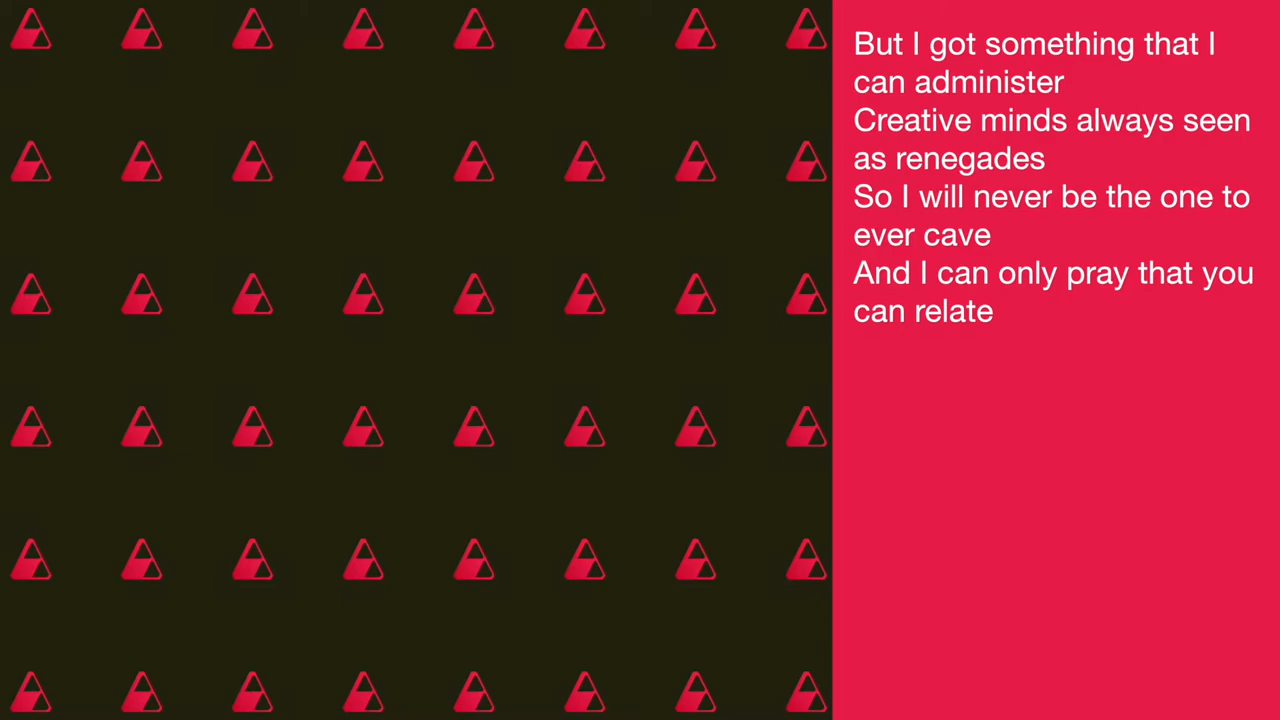 But I got something that I
can administer
Creative minds always seen
as renegades
So I will never be the one to
ever cave
And I can only pray that you
can relate